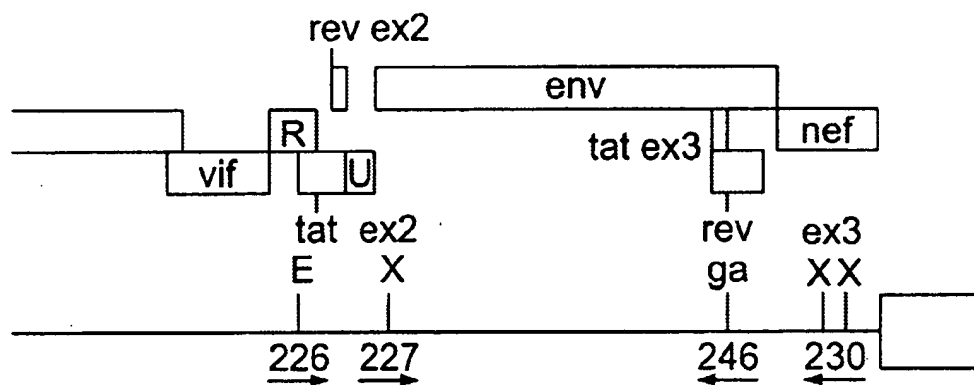 rev ex2
env
R
tat ex3
nef
vif
U
tat ex2 rev ex3
E X ga X X
226 227 246 230